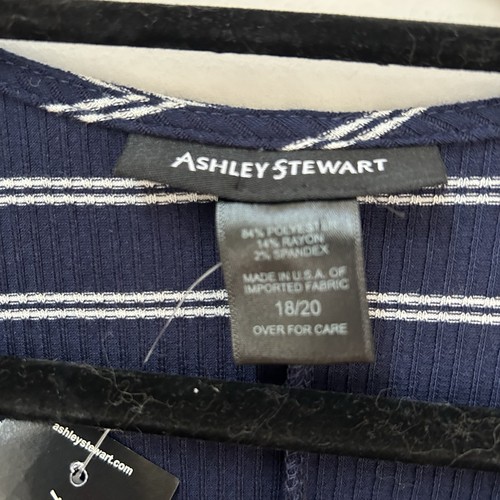 ASHLEY STEWART
84% POLYESTER
14% RAYON
2% SPANDEX
MADE IN U.S.A. OF
IMPORTED FABRIC
18/20
OVER FOR CARE
ashleystewart.com